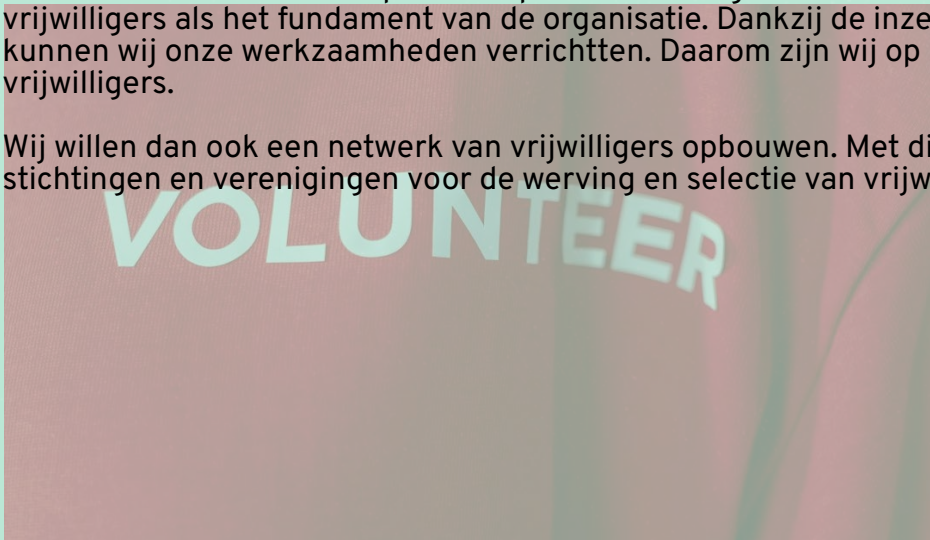 vrijwilligers als het fundament van de organisatie. Dankzij de inze
kunnen wij onze werkzaamheden verrichtten. Daarom zijn wij op
vrijwilligers.
Wij willen dan ook een netwerk van vrijwilligers opbouwen. Met di
stichtingen en verenigingen voor de werving en selectie van vrijw
VOLUNTEER